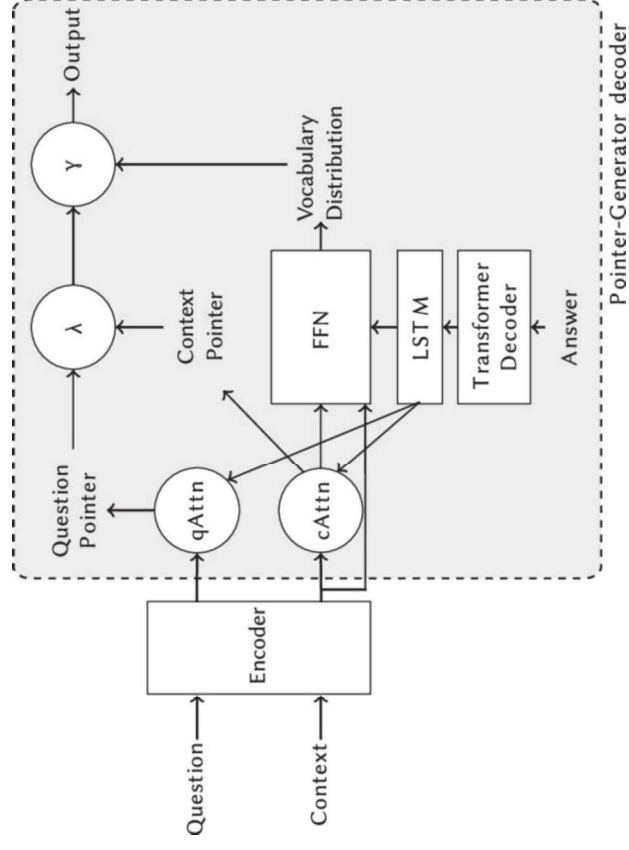 Question
Context
Encoder
Question
Pointer
qAttn
cAttn
Context
Pointer
λ
γ
Output
FFN
Vocabulary
Distribution
LSTM
Transformer
Decoder
Answer
Pointer-Generator decoder